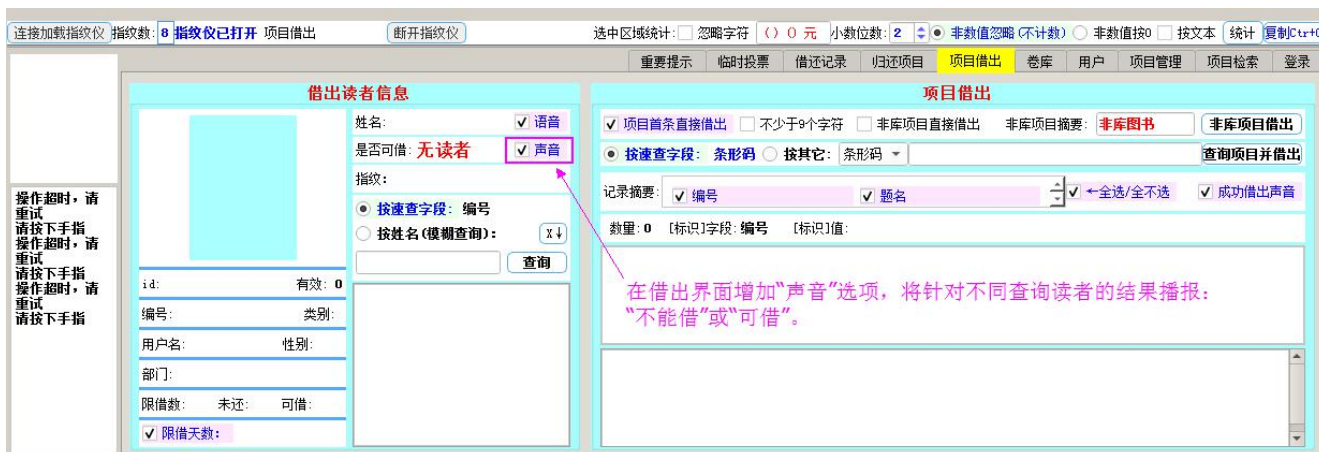 连接加载指纹仪 指纹数: 8 指纹仪已打开 项目借出 断开指纹仪 选中区域统计: 忽略字符 () 0 元 小数位数: 2 非数值忽略(不计数) 非数值按0 按文本 统计 复制Ctr+C
重要提示 临时投票 借还记录 归还项目 项目借出 卷库 用户 项目管理 项目检索 登录
借出读者信息
姓名: 语音
是否可借: 无读者 声音
指纹:
按速查字段: 编号
按姓名(模糊查询): X↓
查询
id: 有效: 0
编号: 类别:
用户名: 性别:
部门:
限借数: 未还: 可借:
限借天数:
操作超时，请
重试
请按下手指
操作超时，请
重试
请按下手指
操作超时，请
重试
请按下手指
项目借出
项目首条直接借出 不少于9个字符 非库项目直接借出 非库项目摘要: 非库图书 非库项目借出
按速查字段: 条形码 按其它: 条形码 查询项目并借出
记录摘要: 编号 题名 ←全选/全不选 成功借出声音
数量: 0 [标识]字段: 编号 [标识]值:
在借出界面增加“声音”选项，将针对不同查询读者的结果播报：
“不能借”或“可借”。